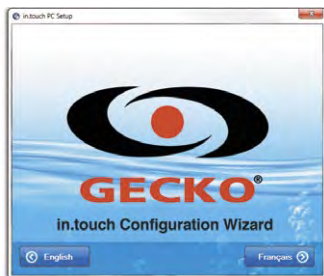 in.touch PC Setup
GECKO®
in.touch Configuration Wizard
English
Français